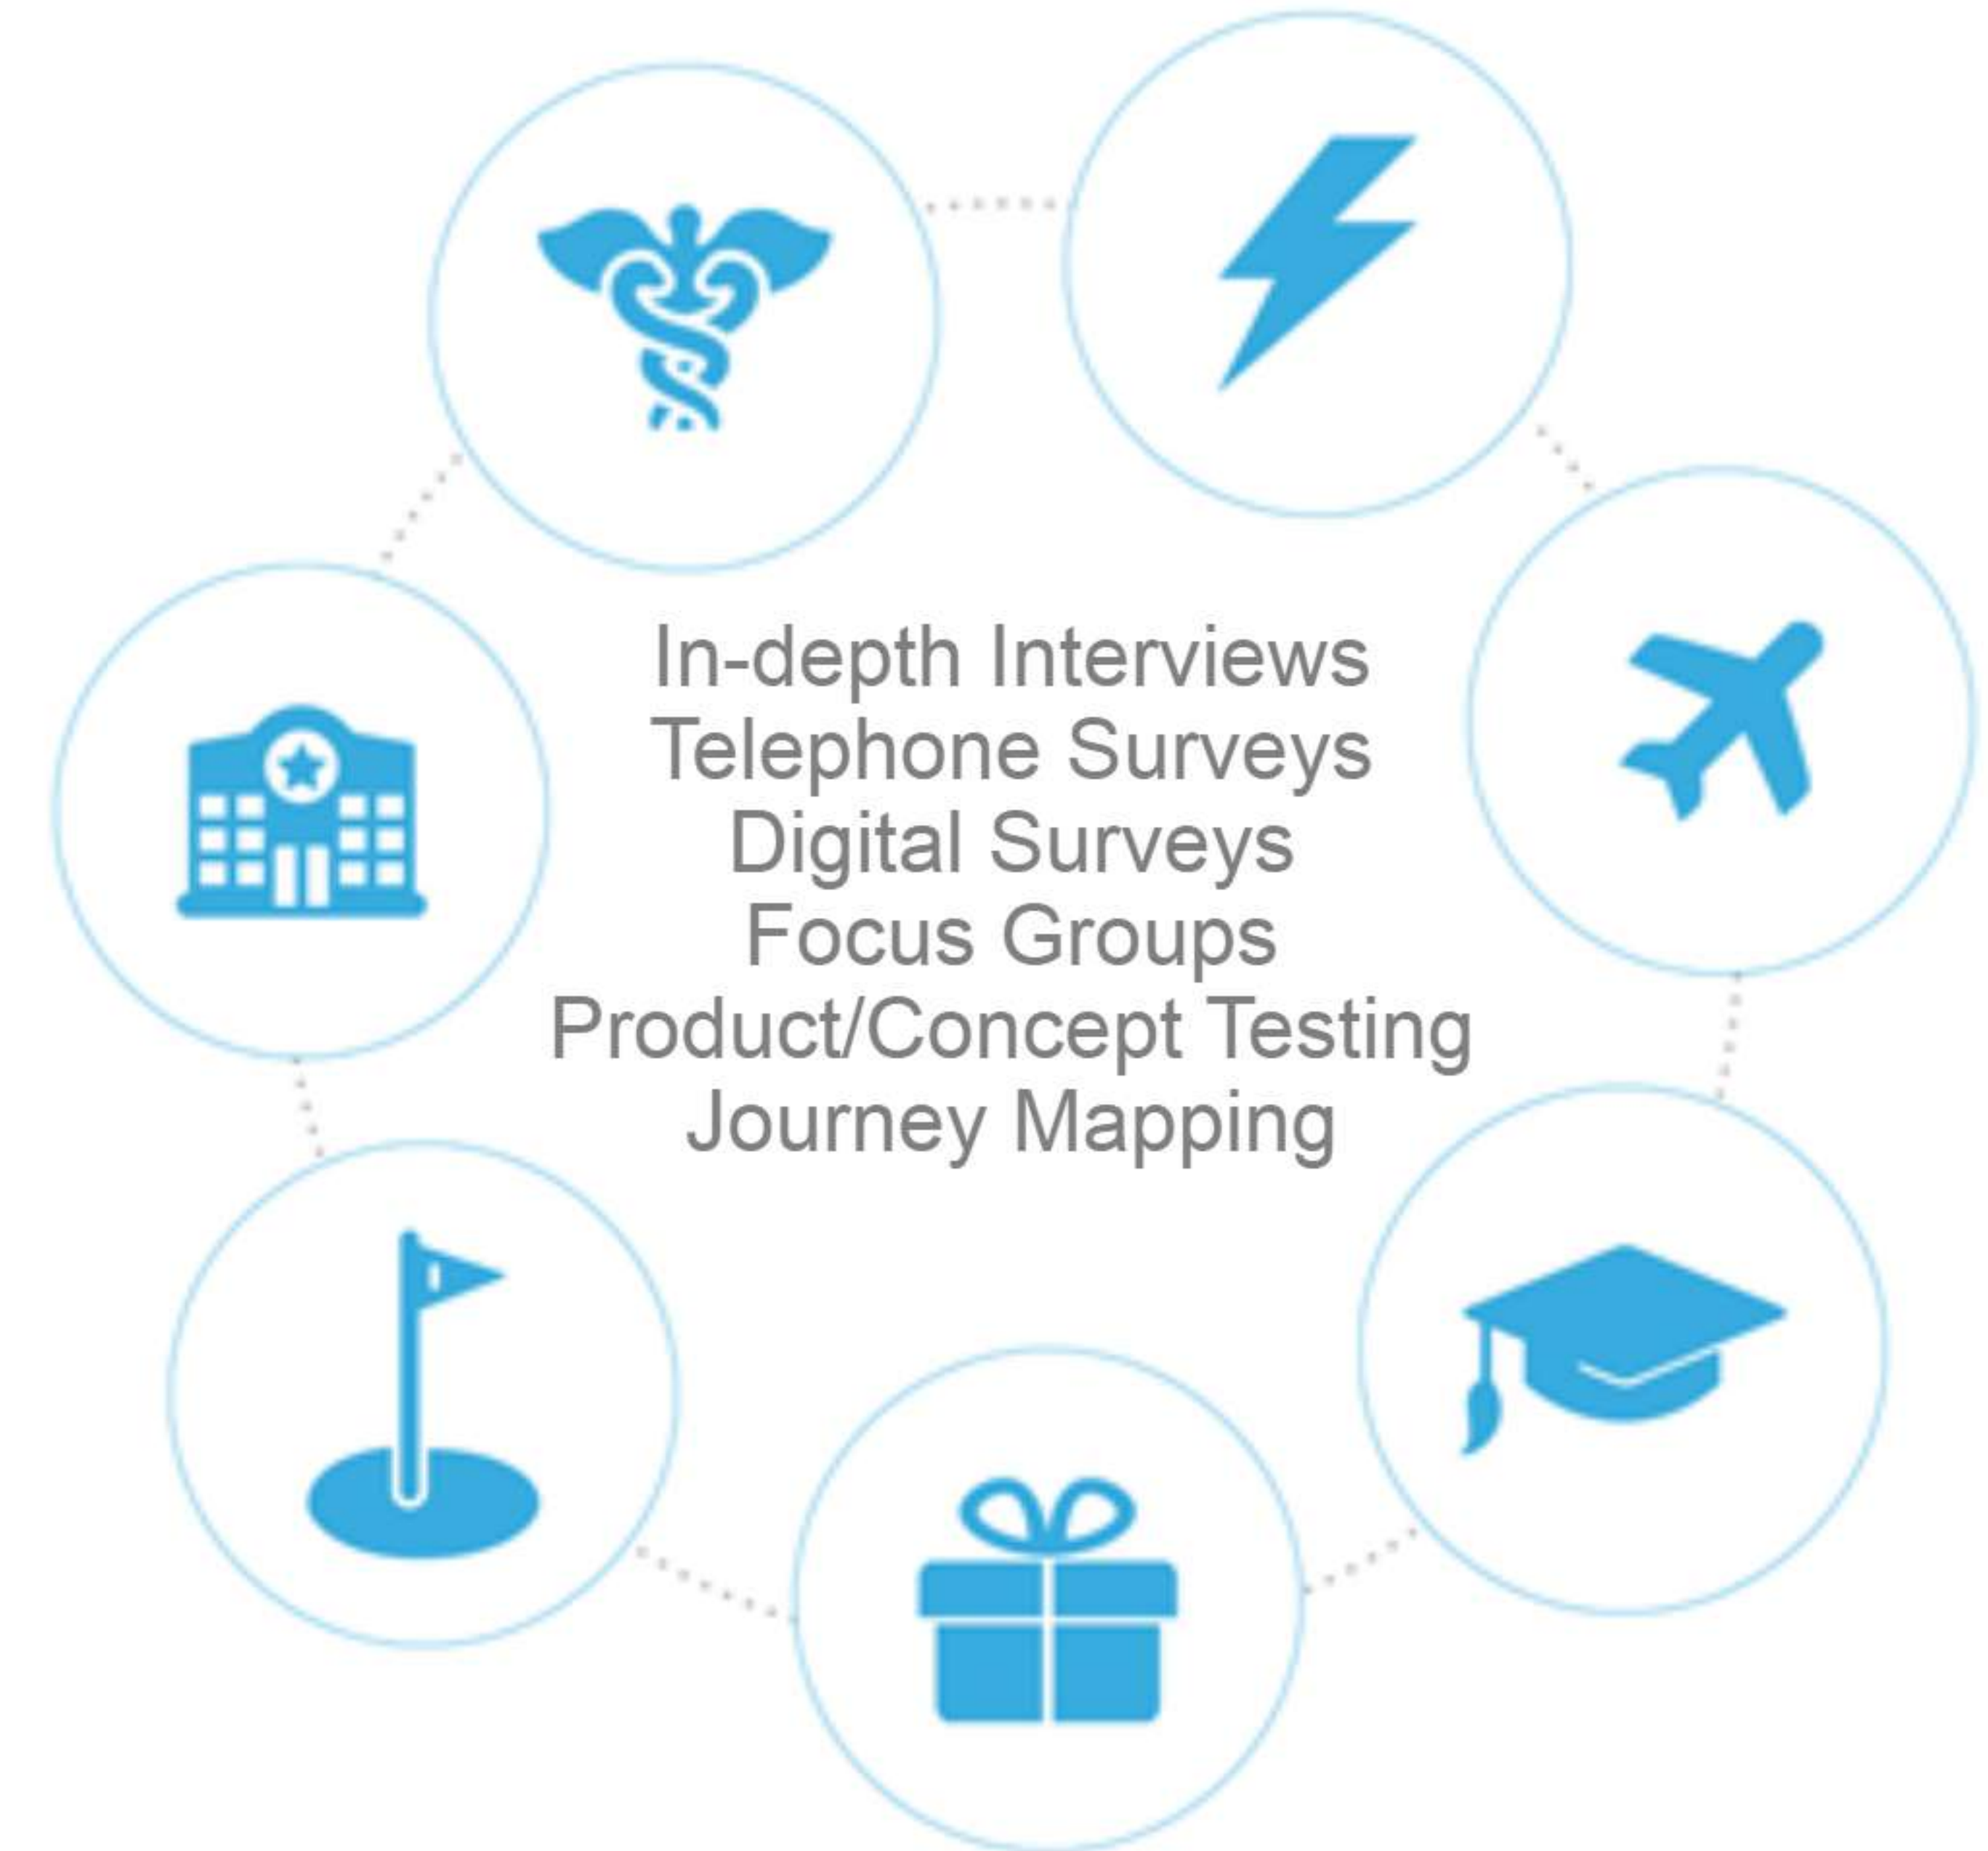 In-depth Interviews
Telephone Surveys
Digital Surveys
Focus Groups
Product/Concept Testing
Journey Mapping